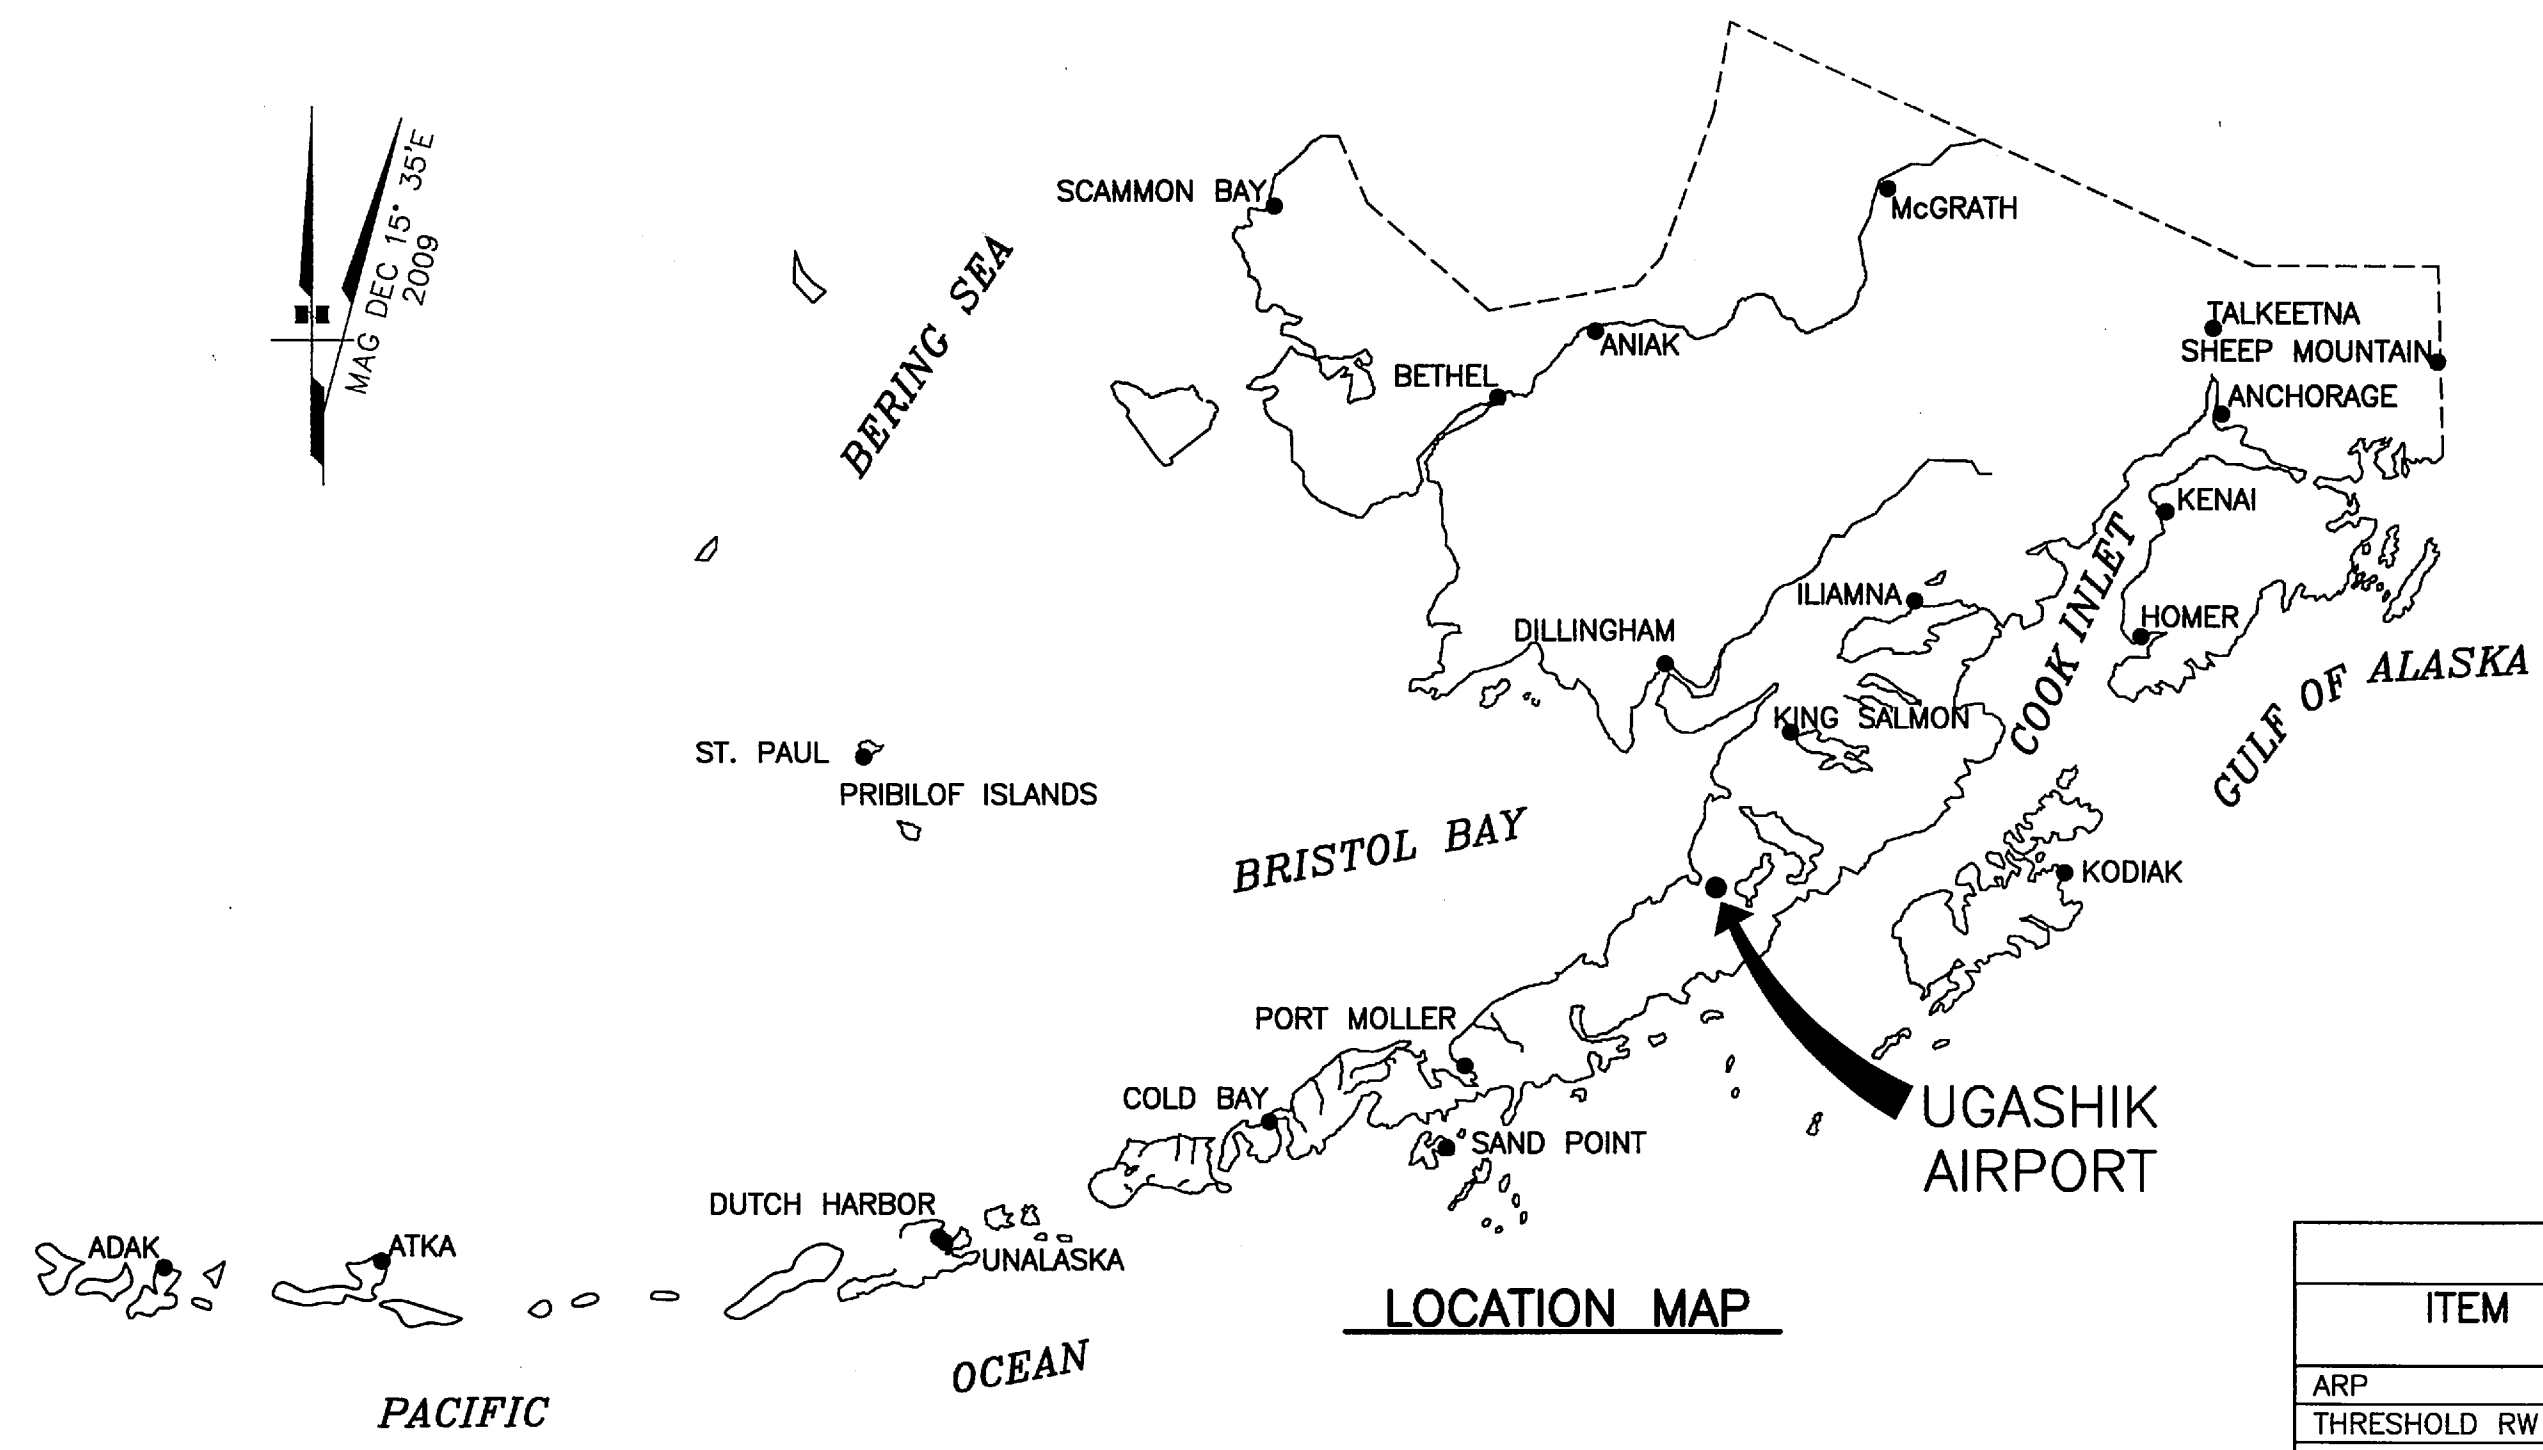 MAG DEC 15° 35'E
2009
SCAMMON BAY
McGRATH
BERING SEA
TALKEETNA
SHEEP MOUNTAIN
ANIAK
BETHEL
ANCHORAGE
KENAI
COOK INLET
ILIAMNA
HOMER
DILLINGHAM
GULF OF ALASKA
KING SALMON
ST. PAUL
PRIBILOF ISLANDS
BRISTOL BAY
KODIAK
PORT MOLLER
COLD BAY
UGASHIK
AIRPORT
SAND POINT
DUTCH HARBOR
ADAK
ATKA
UNALASKA
LOCATION MAP
ITEM
PACIFIC OCEAN
ARP
THRESHOLD RW